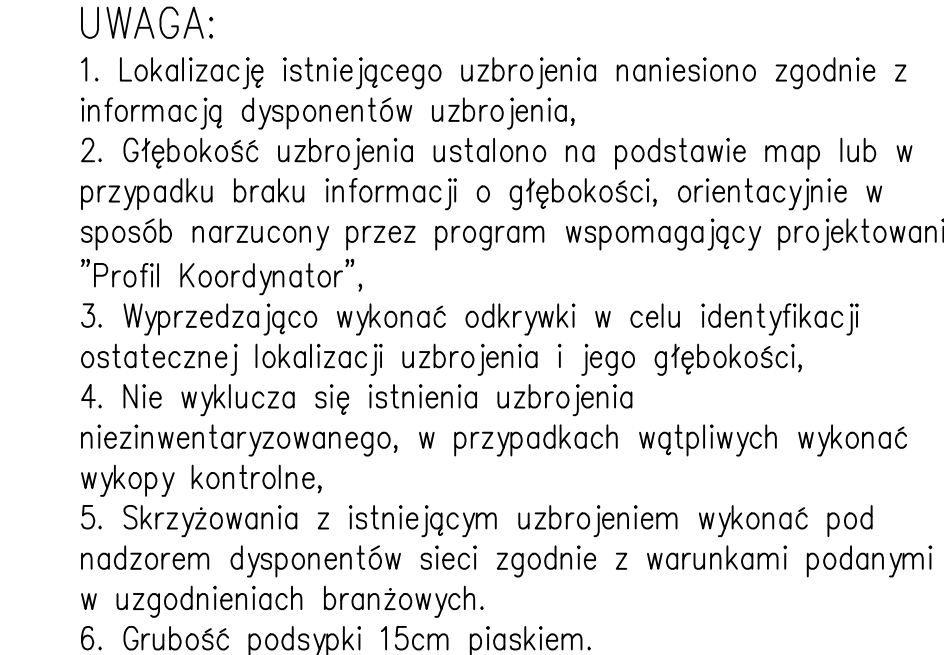 UWAGA:
1. Lokalizację istniejącego uzbrojenia naniesiono zgodnie z
informacją dysponentów uzbrojenia,
2. Głębokość uzbrojenia ustalono na podstawie map lub w
przypadku braku informacji o głębokości, orientacyjnie w
sposób narzucony przez program wspomagający projektowani
"Profil Koordynator",
3. Wyprzedzająco wykonać odkrywki w celu identyfikacji
ostatecznej lokalizacji uzbrojenia i jego głębokości,
4. Nie wyklucza się istnienia uzbrojenia
niezinwentaryzowanego, w przypadkach wątpliwych wykonać
wykopy kontrolne,
5. Skrzyżowania z istniejącym uzbrojeniem wykonać pod
nadzorem dysponentów sieci zgodnie z warunkami podanymi
w uzgodnieniach branżowych.
6. Grubość podsypki 15cm piaskiem.